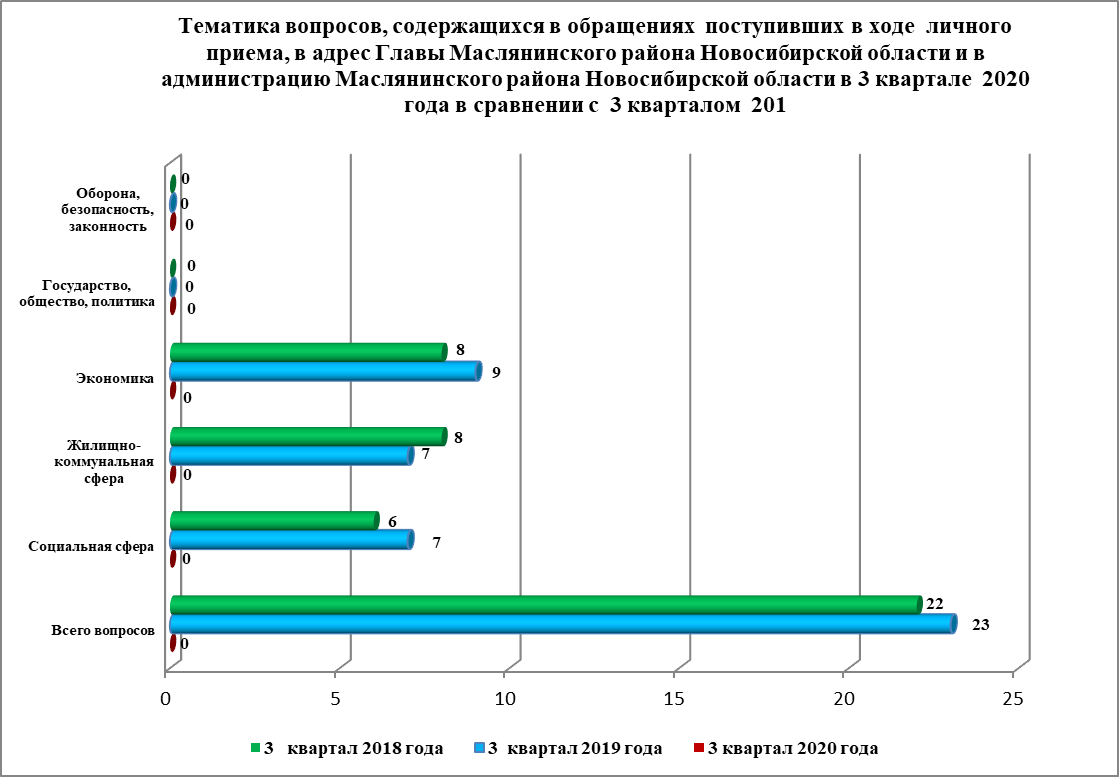 Тематика вопросов, содержащихся в обращениях поступивших в ходе личного
приема, в адрес Главы Маслянинского района Новосибирской области и в
администрацию Маслянинского района Новосибирской области в 3 квартале 2020
года в сравнении с 3 кварталом 201
Оборона,
безопасность,
законность
0
0
0
Государство,
общество, политика
0
0
0
Экономика
8
9
0
Жилищно-
коммунальная
сфера
8
7
0
Социальная сфера
6
7
0
Всего вопросов
22
23
0
0 5 10 15 20 25
3 квартал 2018 года 3 квартал 2019 года 3 квартал 2020 года